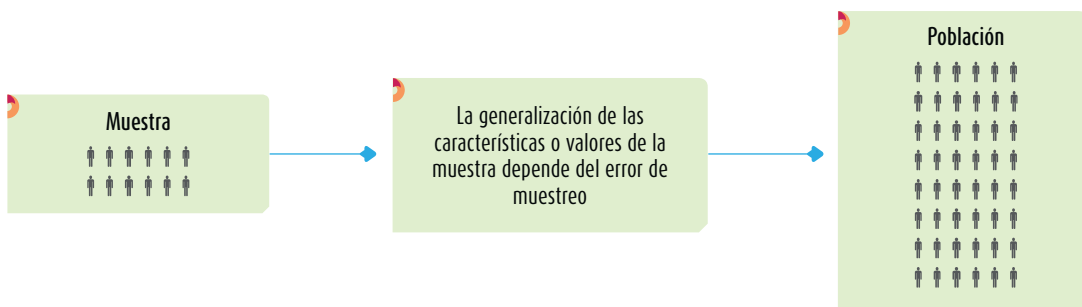 Muestra
La generalización de las
características o valores de la
muestra depende del error de
muestreo
Población